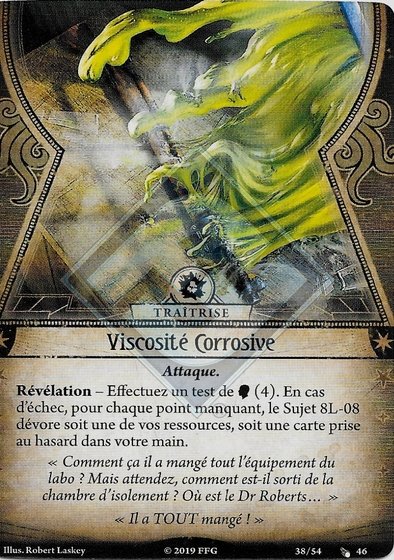 TRAÎTRISE
Viscosité Corrosive
Attaque.
Révélation – Effectuez un test de (4). En cas
d'échec, pour chaque point manquant, le Sujet 8L-08
dévore soit une de vos ressources, soit une carte prise
au hasard dans votre main.
« Comment ça il a mangé tout l'équipement du
labo ? Mais attendez, comment est-il sorti de la
chambre d'isolement ? Où est le Dr Roberts… »
« Il a TOUT mangé ! »
Illus. Robert Laskey © 2019 FFG 38/54 46